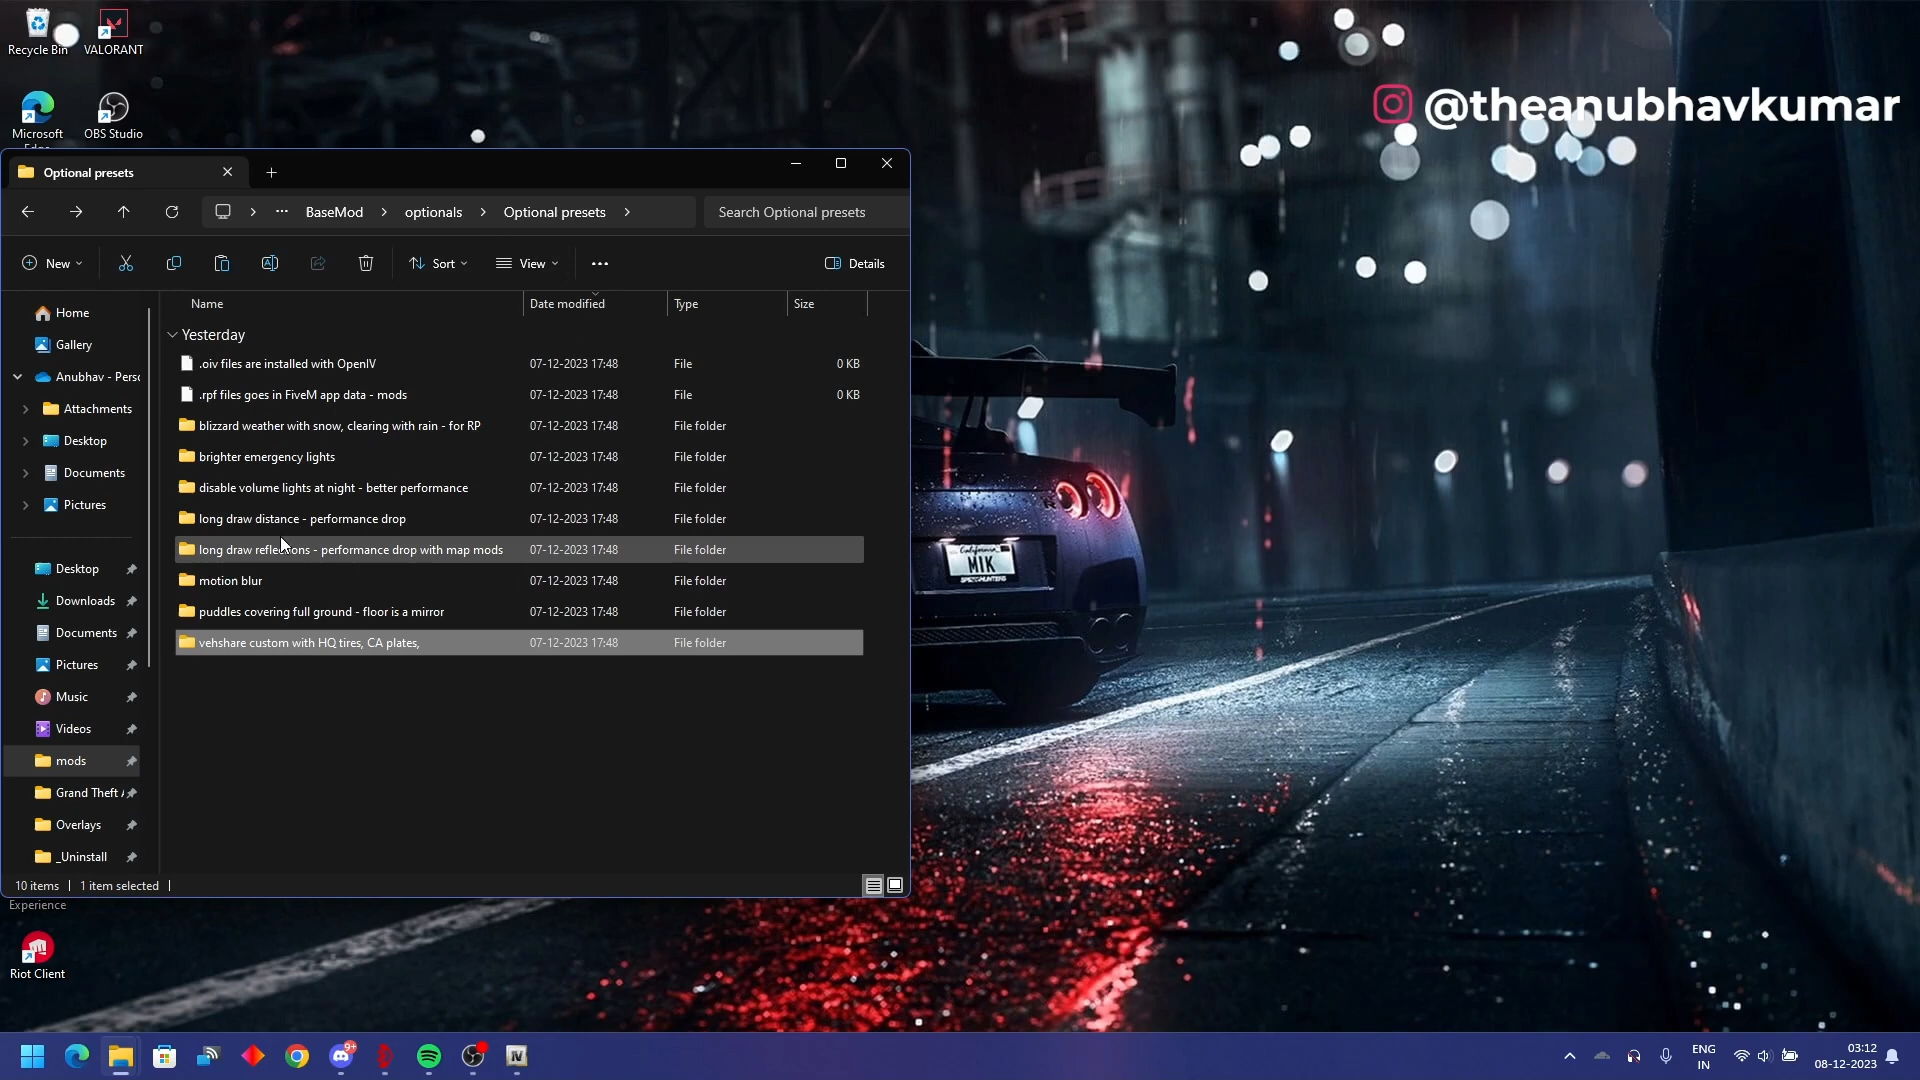 Recycle Bin
VALORANT
@theanubhavkumar
Microsoft
OBS Studio
Optional presets
BaseMod
optionals
Optional presets
Search Optional presets
New
Sort
View
Details
Name
Date modified
Type
Size
Home
Gallery
Anubhav - Persc
Attachments
Desktop
Documents
Pictures
Desktop
Downloads
Documents
Pictures
Music
Videos
mods
Grand Theft
Overlays
_Uninstall
Yesterday
.oiv files are installed with OpenIV 07-12-2023 17:48 File 0 KB
.rpf files goes in FiveM app data - mods 07-12-2023 17:48 File 0 KB
blizzard weather with snow, clearing with rain - for RP 07-12-2023 17:48 File folder
brighter emergency lights 07-12-2023 17:48 File folder
disable volume lights at night - better performance 07-12-2023 17:48 File folder
long draw distance - performance drop 07-12-2023 17:48 File folder
long draw reflections - performance drop with map mods 07-12-2023 17:48 File folder
motion blur 07-12-2023 17:48 File folder
puddles covering full ground - floor is a mirror 07-12-2023 17:48 File folder
vehshare custom with HQ tires, CA plates, 07-12-2023 17:48 File folder
10 items
1 item selected
Experience
Riot Client
California
MIK
SPEEDHUNTERS
9+
IV
ENG
IN
03:12
08-12-2023